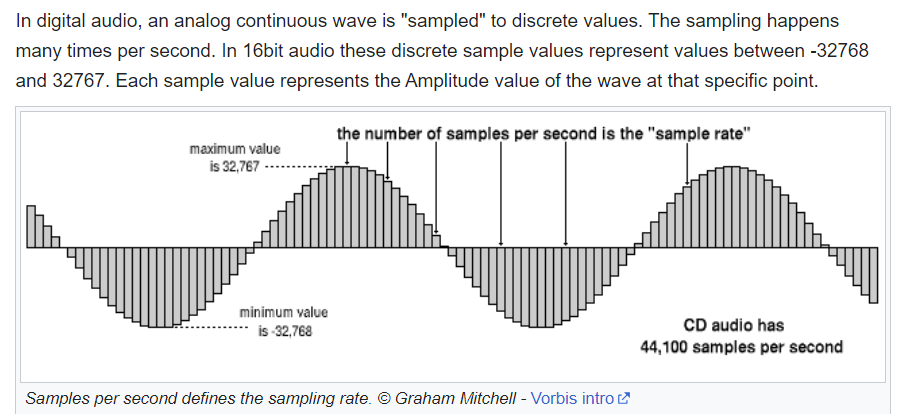 In digital audio, an analog continuous wave is "sampled" to discrete values. The sampling happens
many times per second. In 16bit audio these discrete sample values represent values between -32768
and 32767. Each sample value represents the Amplitude value of the wave at that specific point.
the number of samples per second is the "sample rate"
maximum value
is 32,767
minimum value
is -32,768
CD audio has
44,100 samples per second
Samples per second defines the sampling rate. © Graham Mitchell - Vorbis intro